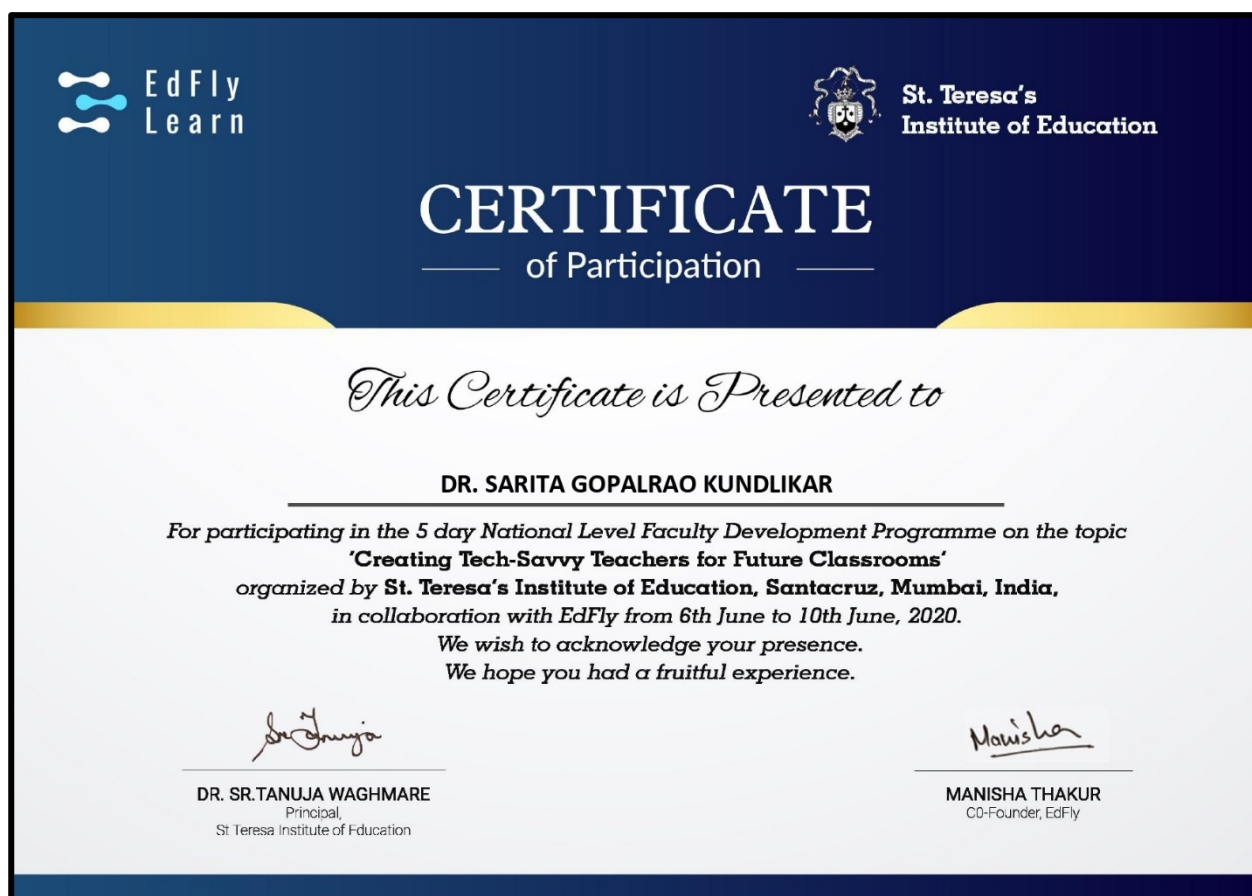 EdFly
Learn
St. Teresa's
Institute of Education
CERTIFICATE
of Participation
This Certificate is Presented to
DR. SARITA GOPALRAO KUNDLIKAR
For participating in the 5 day National Level Faculty Development Programme on the topic
'Creating Tech-Savvy Teachers for Future Classrooms'
organized by St. Teresa's Institute of Education, Santacruz, Mumbai, India,
in collaboration with EdFly from 6th June to 10th June, 2020.
We wish to acknowledge your presence.
We hope you had a fruitful experience.
Sr Tanuja
DR. SR.TANUJA WAGHMARE
Principal,
St Teresa Institute of Education
Manisha
MANISHA THAKUR
C0-Founder, EdFly